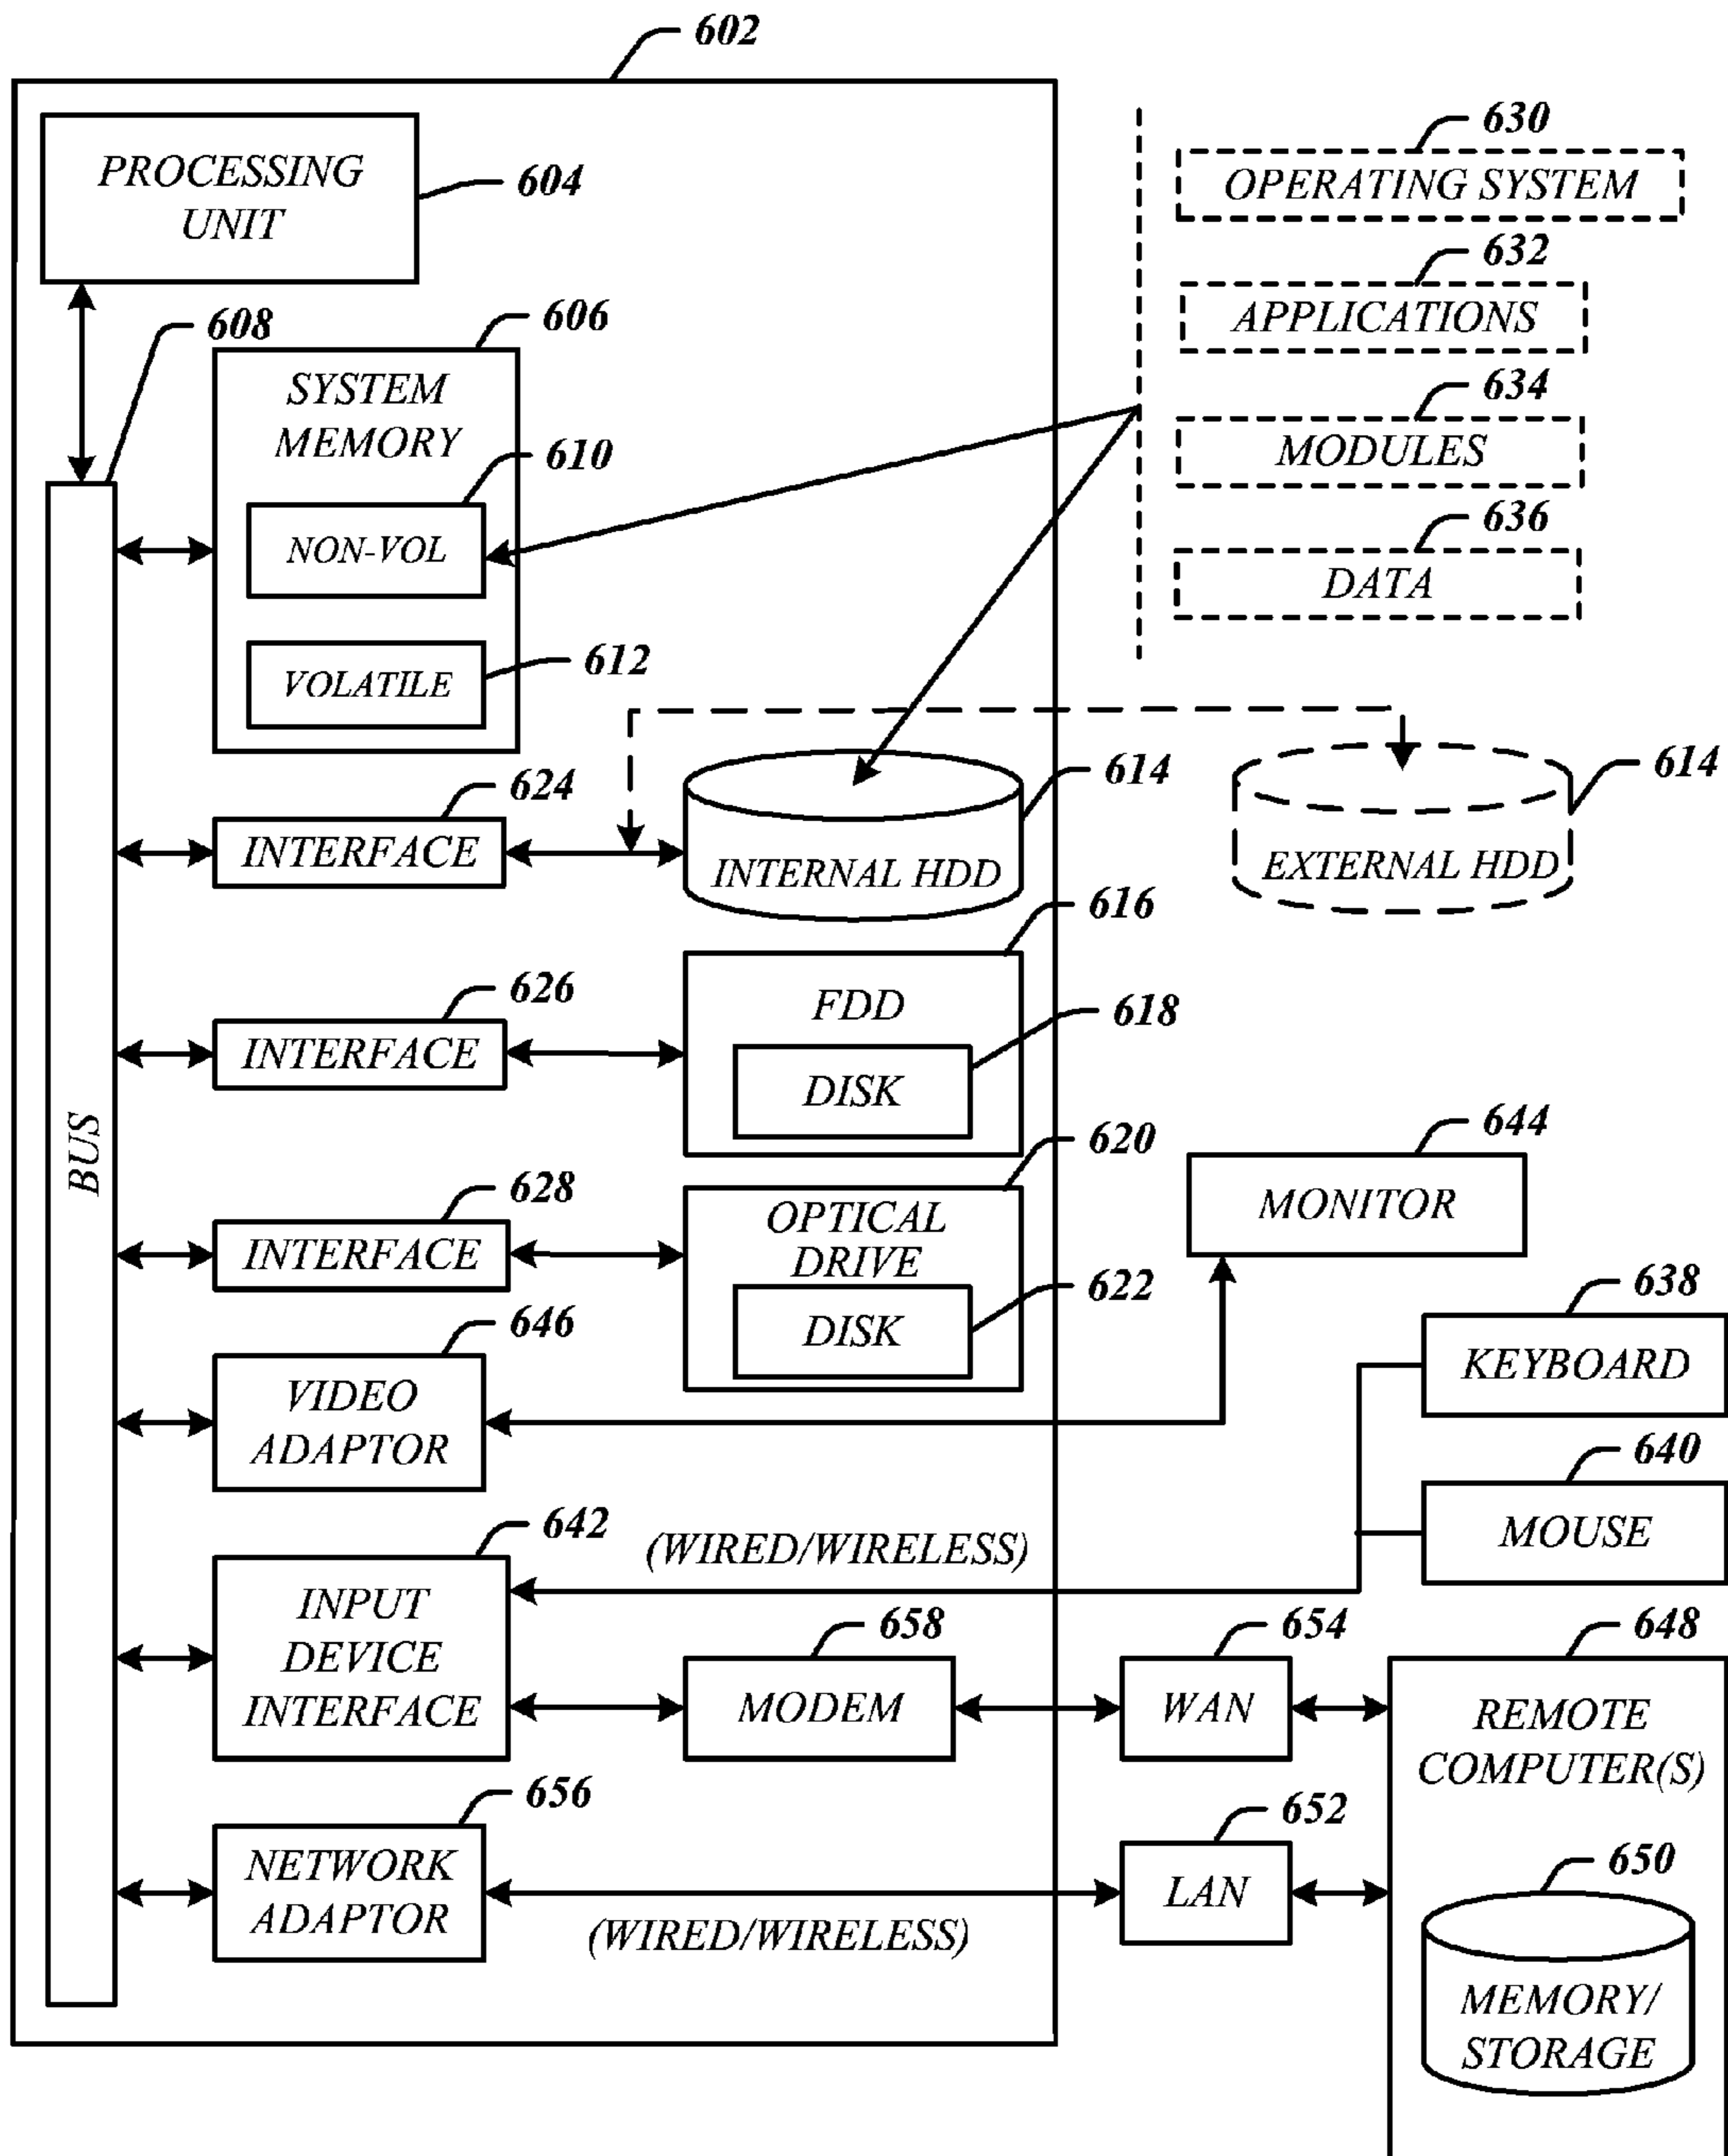 602
PROCESSING
UNIT
604
608
606
SYSTEM
MEMORY
610
NON-VOL
612
VOLATILE
630
OPERATING SYSTEM
632
APPLICATIONS
634
MODULES
636
DATA
624
INTERFACE
614
INTERNAL HDD
614
EXTERNAL HDD
626
INTERFACE
616
FDD
618
DISK
BUS
628
INTERFACE
620
OPTICAL
DRIVE
622
DISK
644
MONITOR
646
VIDEO
ADAPTOR
638
KEYBOARD
640
MOUSE
642
INPUT
DEVICE
INTERFACE
(WIRED/WIRELESS)
658
MODEM
654
WAN
648
REMOTE
COMPUTER(S)
656
NETWORK
ADAPTOR
(WIRED/WIRELESS)
652
LAN
650
MEMORY/
STORAGE